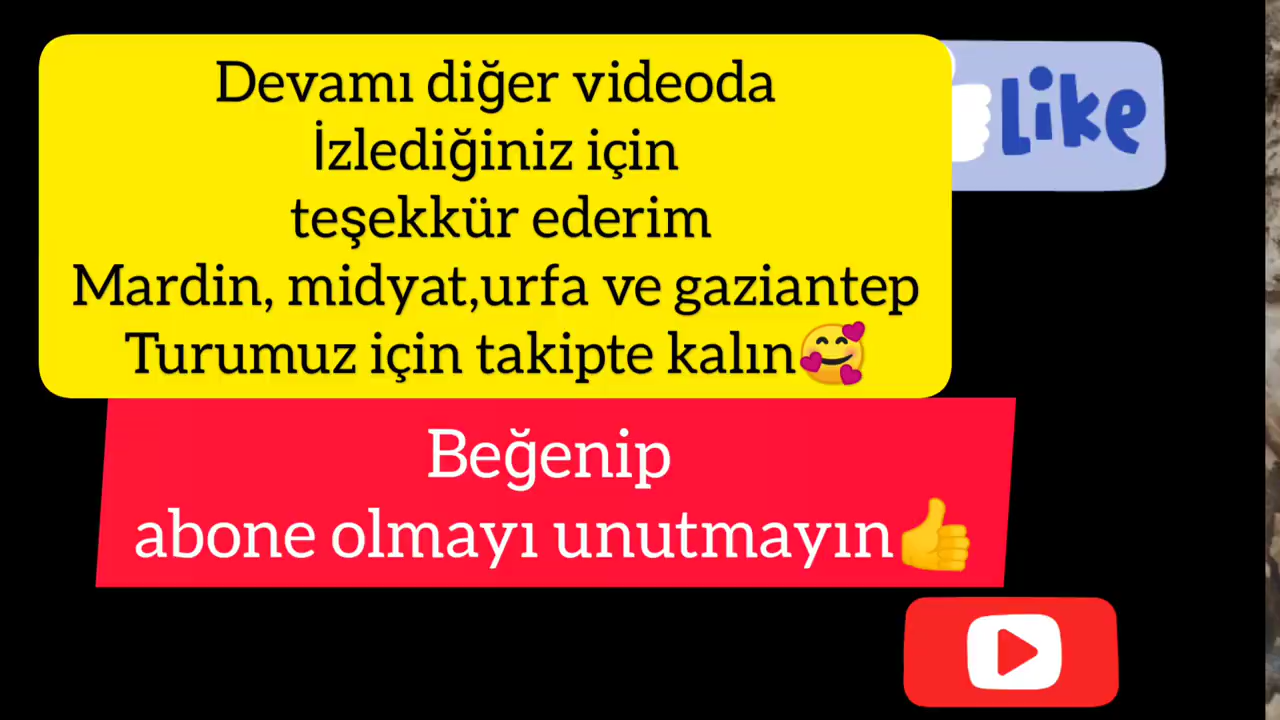 Devamı diğer videoda
İzlediğiniz için
teşekkür ederim
Mardin, midyat,urfa ve gaziantep
Turumuz için takipte kalın🥰
Like
Beğenip
abone olmayı unutmayın👍